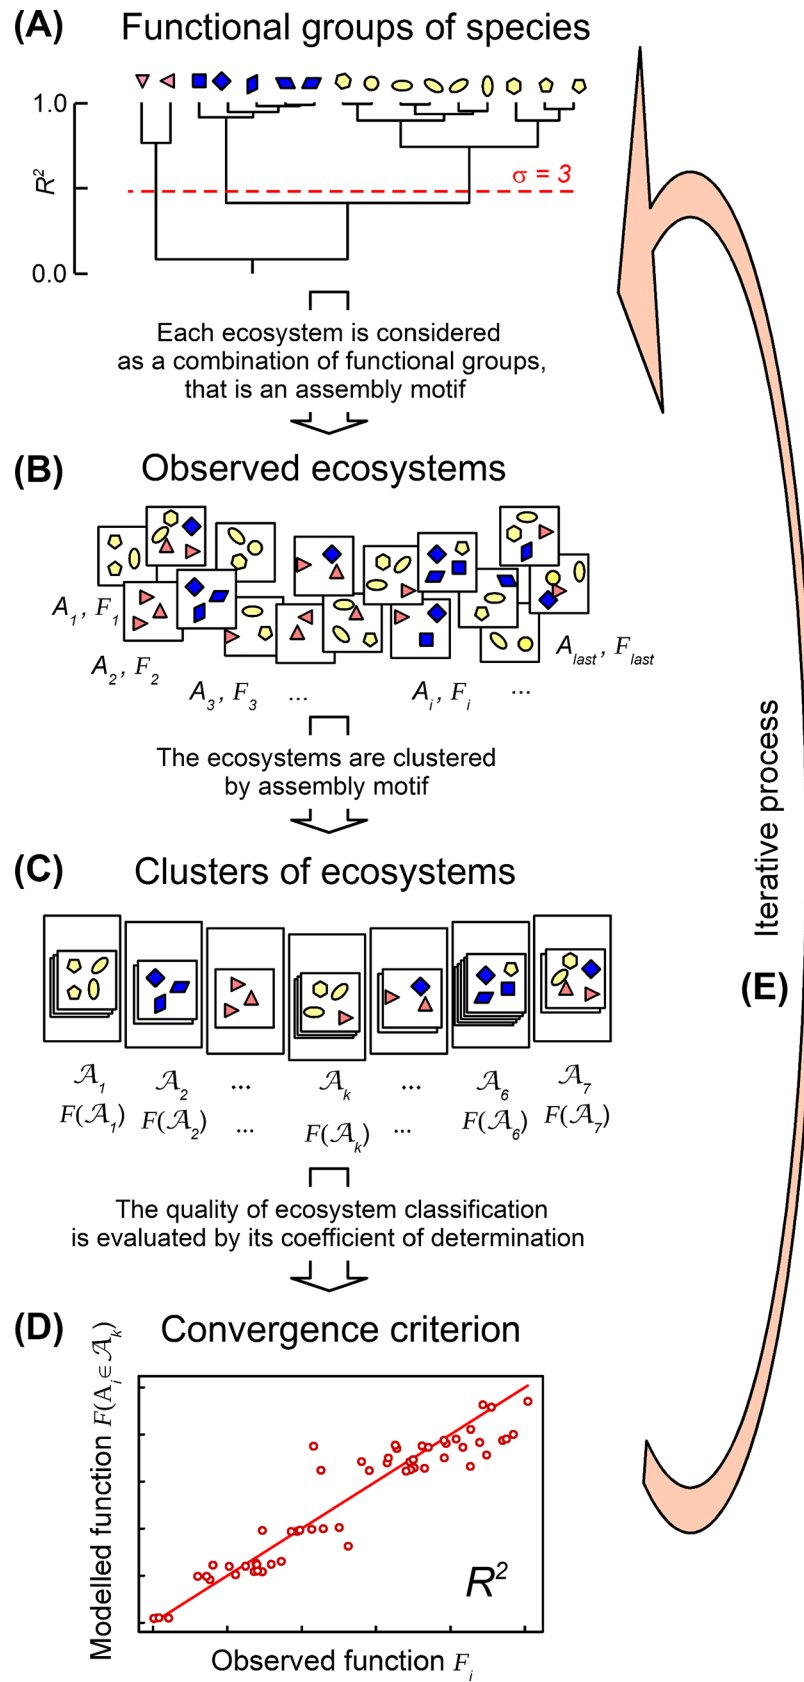 (A) Functional groups of species
1.0
R²
σ = 3
0.0
Each ecosystem is considered
as a combination of functional groups,
that is an assembly motif
(B) Observed ecosystems
A₁, F₁
A₂, F₂
A₃, F₃
...
Aᵢ, Fᵢ
...
A_last, F_last
The ecosystems are clustered
by assembly motif
Iterative process
(C) Clusters of ecosystems
(E)
𝒜₁ 𝒜₂ ... 𝒜ₖ ... 𝒜₆ 𝒜₇
F(𝒜₁) F(𝒜₂) ... F(𝒜ₖ) ... F(𝒜₆) F(𝒜₇)
The quality of ecosystem classification
is evaluated by its coefficient of determination
(D) Convergence criterion
Modelled function F(Aᵢ∈𝒜ₖ)
R²
Observed function Fᵢ